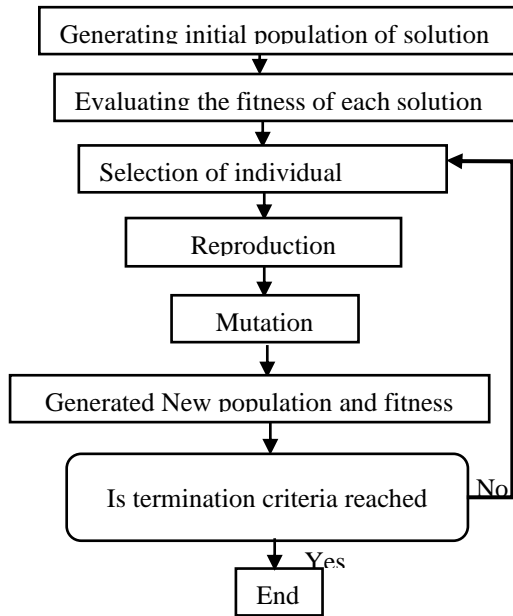 Generating initial population of solution
Evaluating the fitness of each solution
Selection of individual
Reproduction
Mutation
Generated New population and fitness
Is termination criteria reached
No
Yes
End